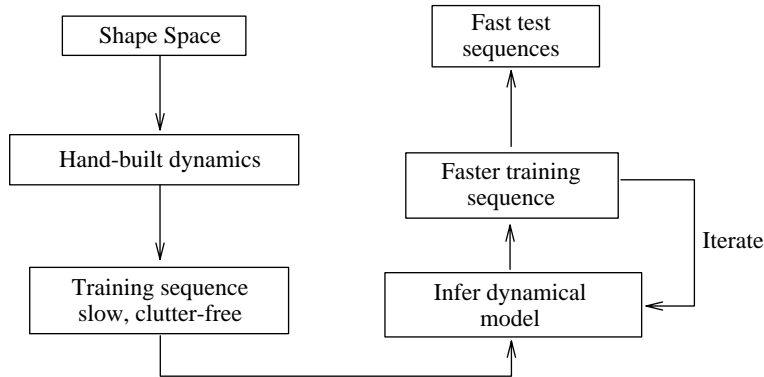 Shape Space
Hand-built dynamics
Training sequence
slow, clutter-free
Infer dynamical
model
Faster training
sequence
Iterate
Fast test
sequences